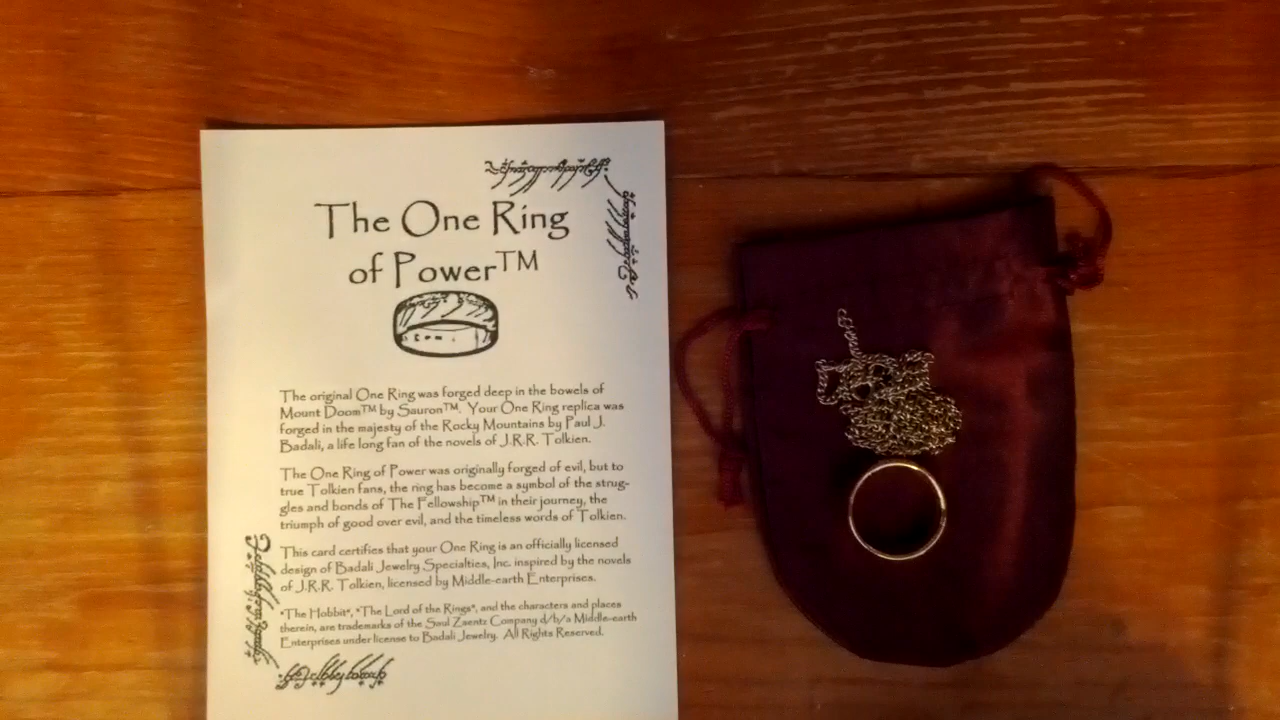 The One Ring
of Power™
The original One Ring was forged deep in the bowels of
Mount Doom™ by Sauron™. Your One Ring replica was
forged in the majesty of the Rocky Mountains by Paul J.
Badali, a life long fan of the novels of J.R.R. Tolkien.
The One Ring of Power was originally forged of evil, but to
true Tolkien fans, the ring has become a symbol of the strug-
gles and bonds of The Fellowship™ in their journey, the
triumph of good over evil, and the timeless words of Tolkien.
This card certifies that your One Ring is an officially licensed
design of Badali Jewelry Specialties, Inc. inspired by the novels
of J.R.R. Tolkien, licensed by Middle-earth Enterprises.
"The Hobbit", "The Lord of the Rings", and the characters and places
therein, are trademarks of the Saul Zaentz Company d/b/a Middle-earth
Enterprises under license to Badali Jewelry. All Rights Reserved.